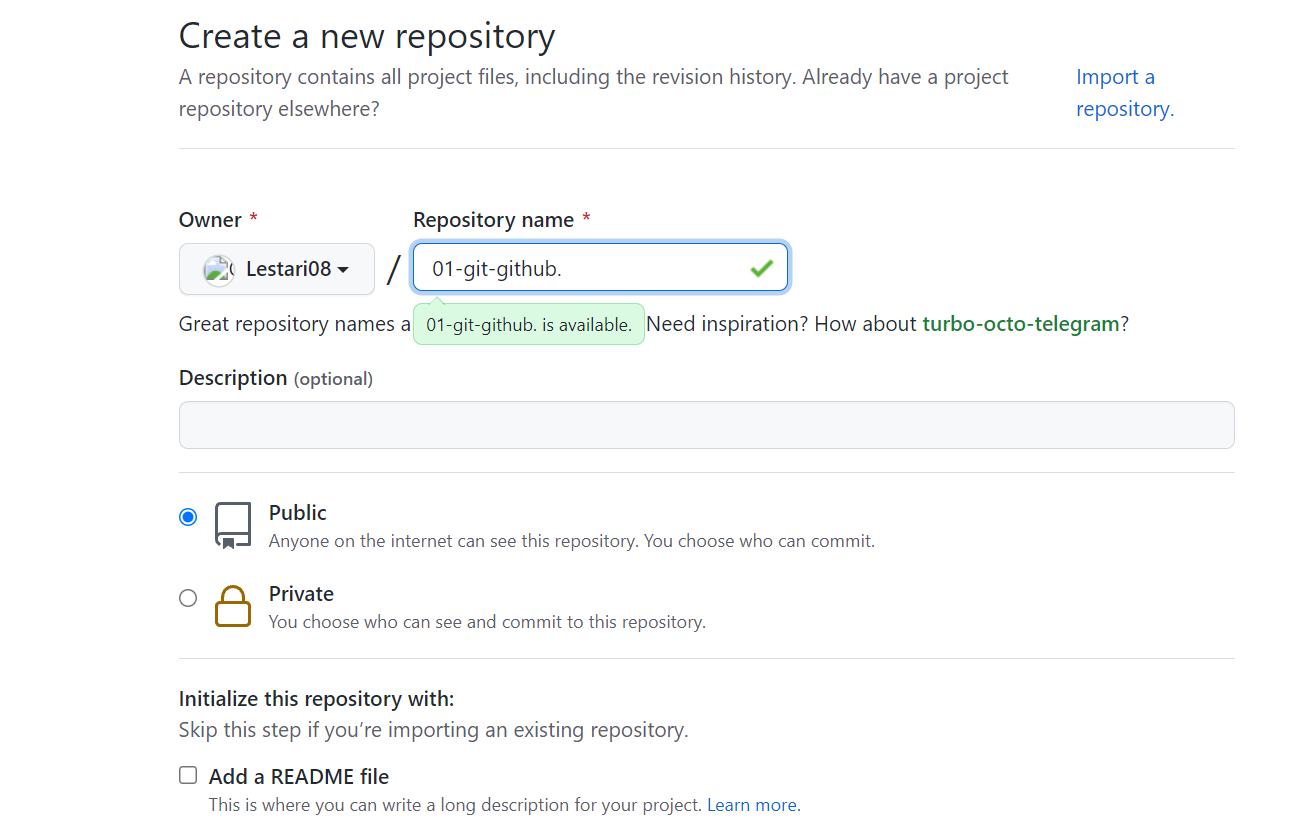 Create a new repository
A repository contains all project files, including the revision history. Already have a project
repository elsewhere?
Import a
repository.
Owner *
Repository name *
Lestari08
/
01-git-github.
Great repository names a
01-git-github. is available.
Need inspiration? How about turbo-octo-telegram?
Description (optional)
Public
Anyone on the internet can see this repository. You choose who can commit.
Private
You choose who can see and commit to this repository.
Initialize this repository with:
Skip this step if you’re importing an existing repository.
Add a README file
This is where you can write a long description for your project. Learn more.